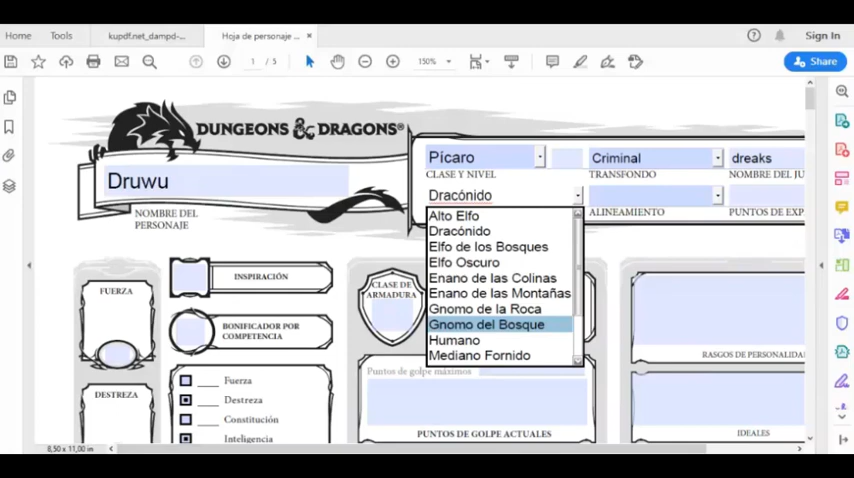 Home Tools kupdf.net_dampd-... Hoja de personaje ... × Sign In
1 / 5 150% Share
DUNGEONS & DRAGONS®
Druwu
NOMBRE DEL
PERSONAJE
Pícaro Criminal dreaks
CLASE Y NIVEL TRANSFONDO NOMBRE DEL JU
Dracónido
ALINEAMIENTO PUNTOS DE EXP
Alto Elfo
Dracónido
Elfo de los Bosques
Elfo Oscuro
Enano de las Colinas
Enano de las Montañas
Gnomo de la Roca
Gnomo del Bosque
Humano
Mediano Fornido
FUERZA
INSPIRACIÓN
BONIFICADOR POR
COMPETENCIA
DESTREZA
Fuerza
Destreza
Constitución
Inteligencia
CLASE DE
ARMADURA
Puntos de golpe máximos
PUNTOS DE GOLPE ACTUALES
RASGOS DE PERSONALIDA
IDEALES
8,50 x 11,00 in